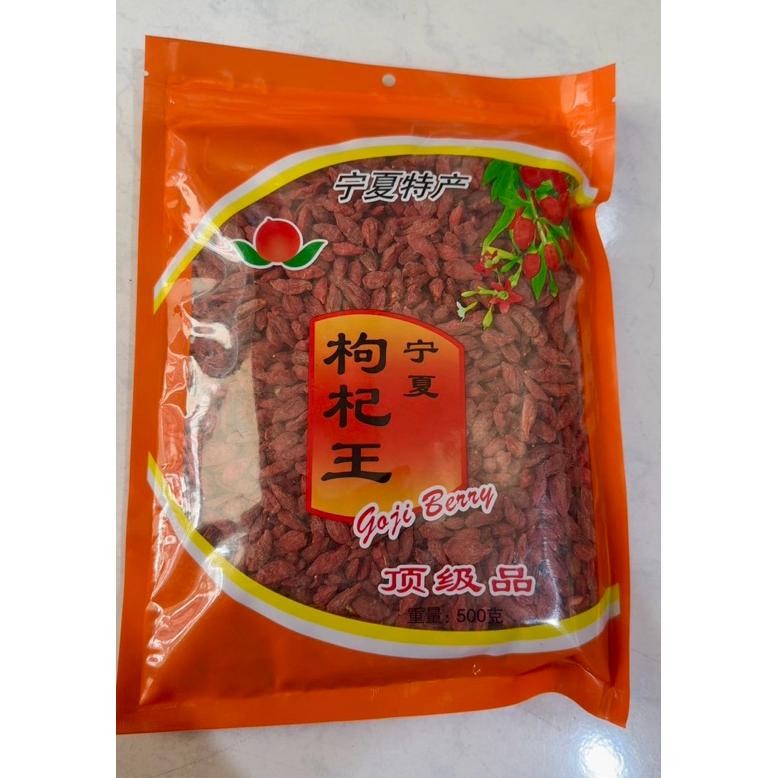 宁夏特产
宁夏
枸杞王
Goji Berry
顶级品
重量：500克